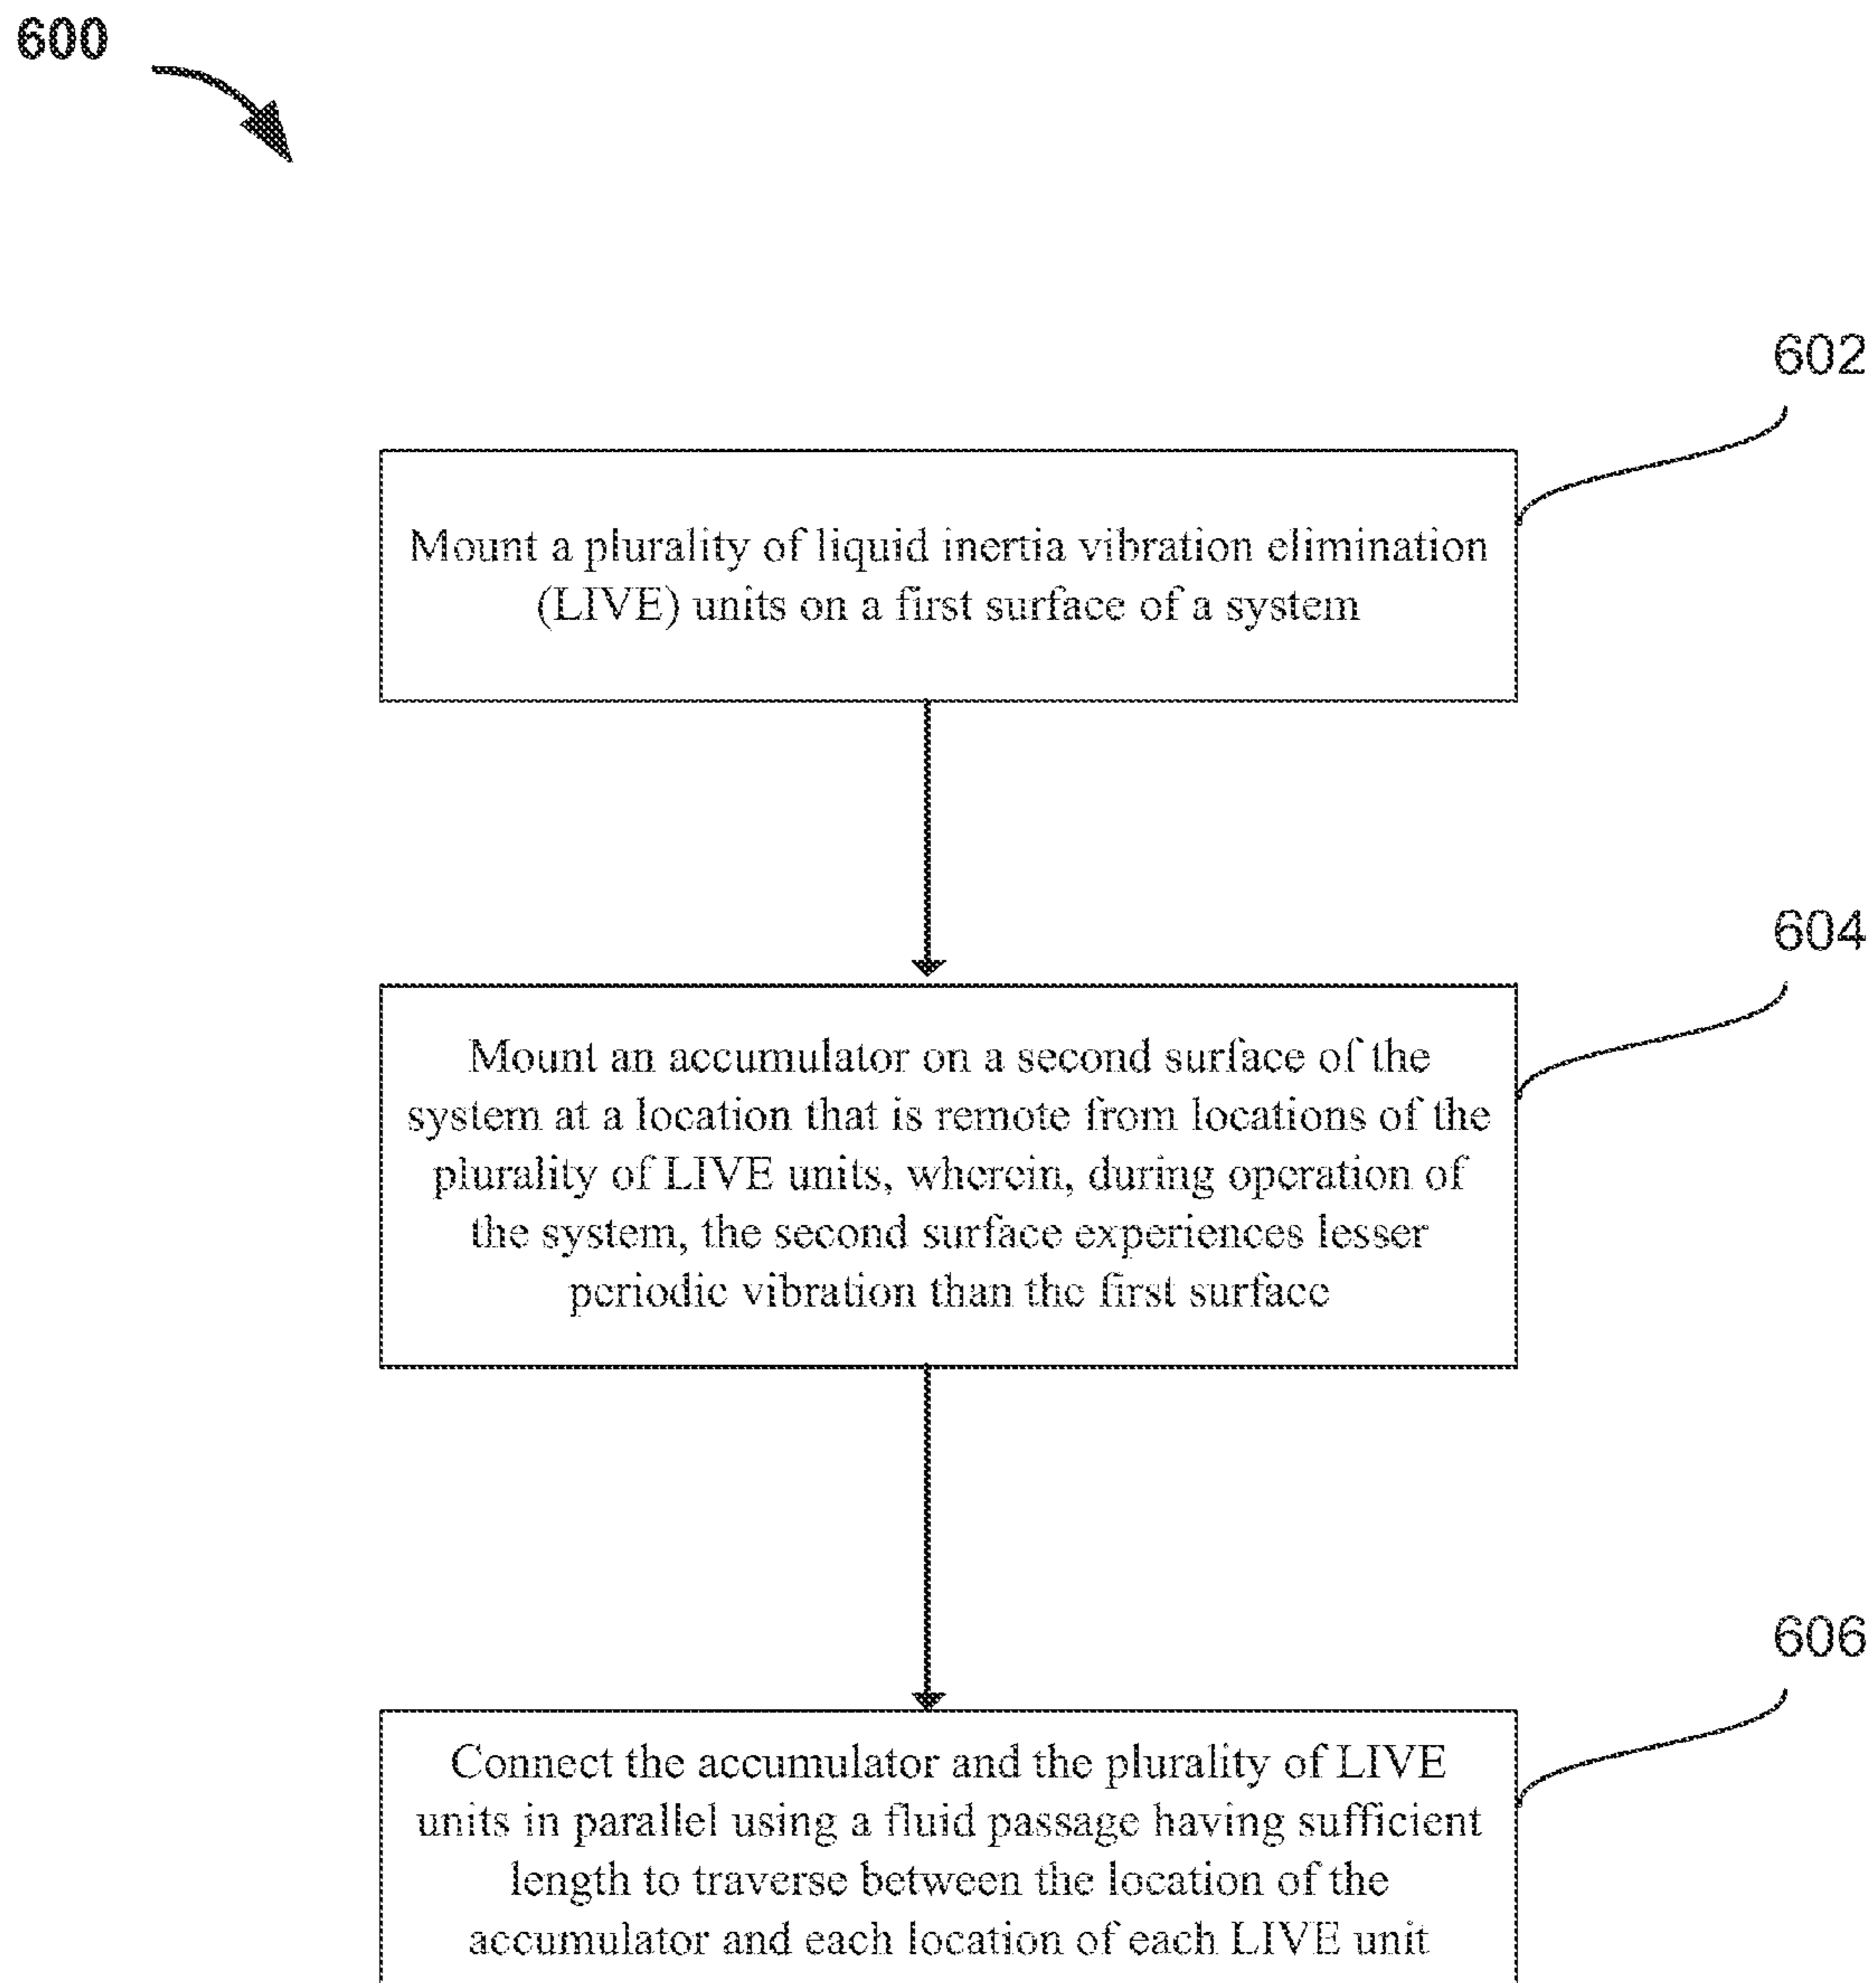 600
602
Mount a plurality of liquid inertia vibration elimination
(LIVE) units on a first surface of a system
604
Mount an accumulator on a second surface of the
system at a location that is remote from locations of the
plurality of LIVE units, wherein, during operation of
the system, the second surface experiences lesser
periodic vibration than the first surface
606
Connect the accumulator and the plurality of LIVE
units in parallel using a fluid passage having sufficient
length to traverse between the location of the
accumulator and each location of each LIVE unit